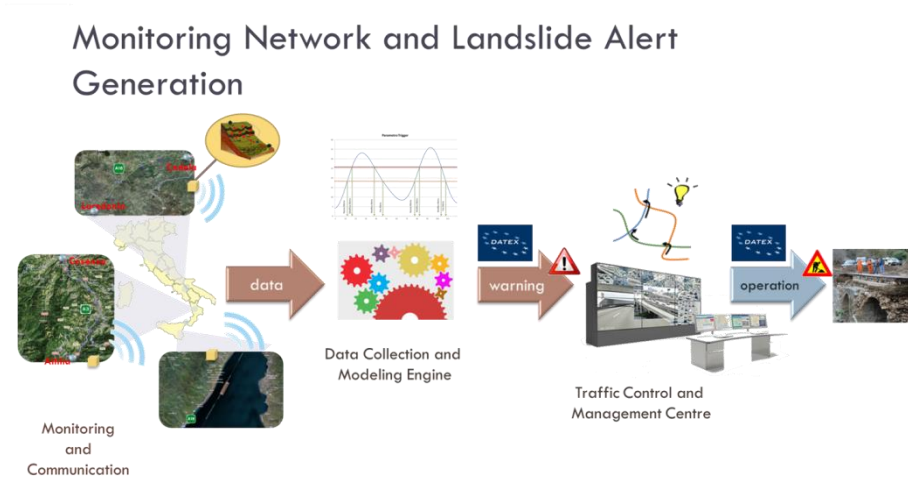 Monitoring Network and Landslide Alert
Generation
data
DATEX
warning
DATEX
operation
Data Collection and
Modeling Engine
Traffic Control and
Management Centre
Monitoring
and
Communication